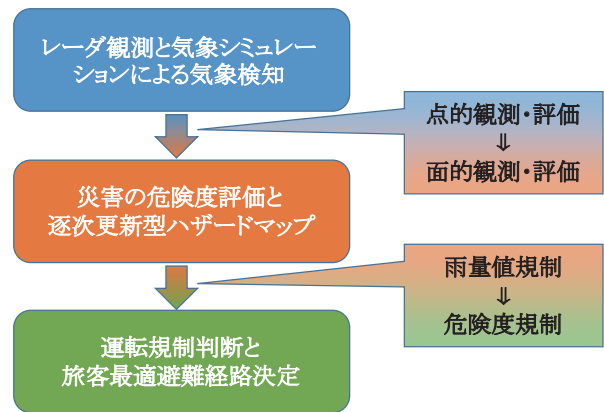 レーダ観測と気象シミュレー
ションによる気象検知
点的観測・評価
⇓
面的観測・評価
災害の危険度評価と
逐次更新型ハザードマップ
雨量値規制
⇓
危険度規制
運転規制判断と
旅客最適避難経路決定